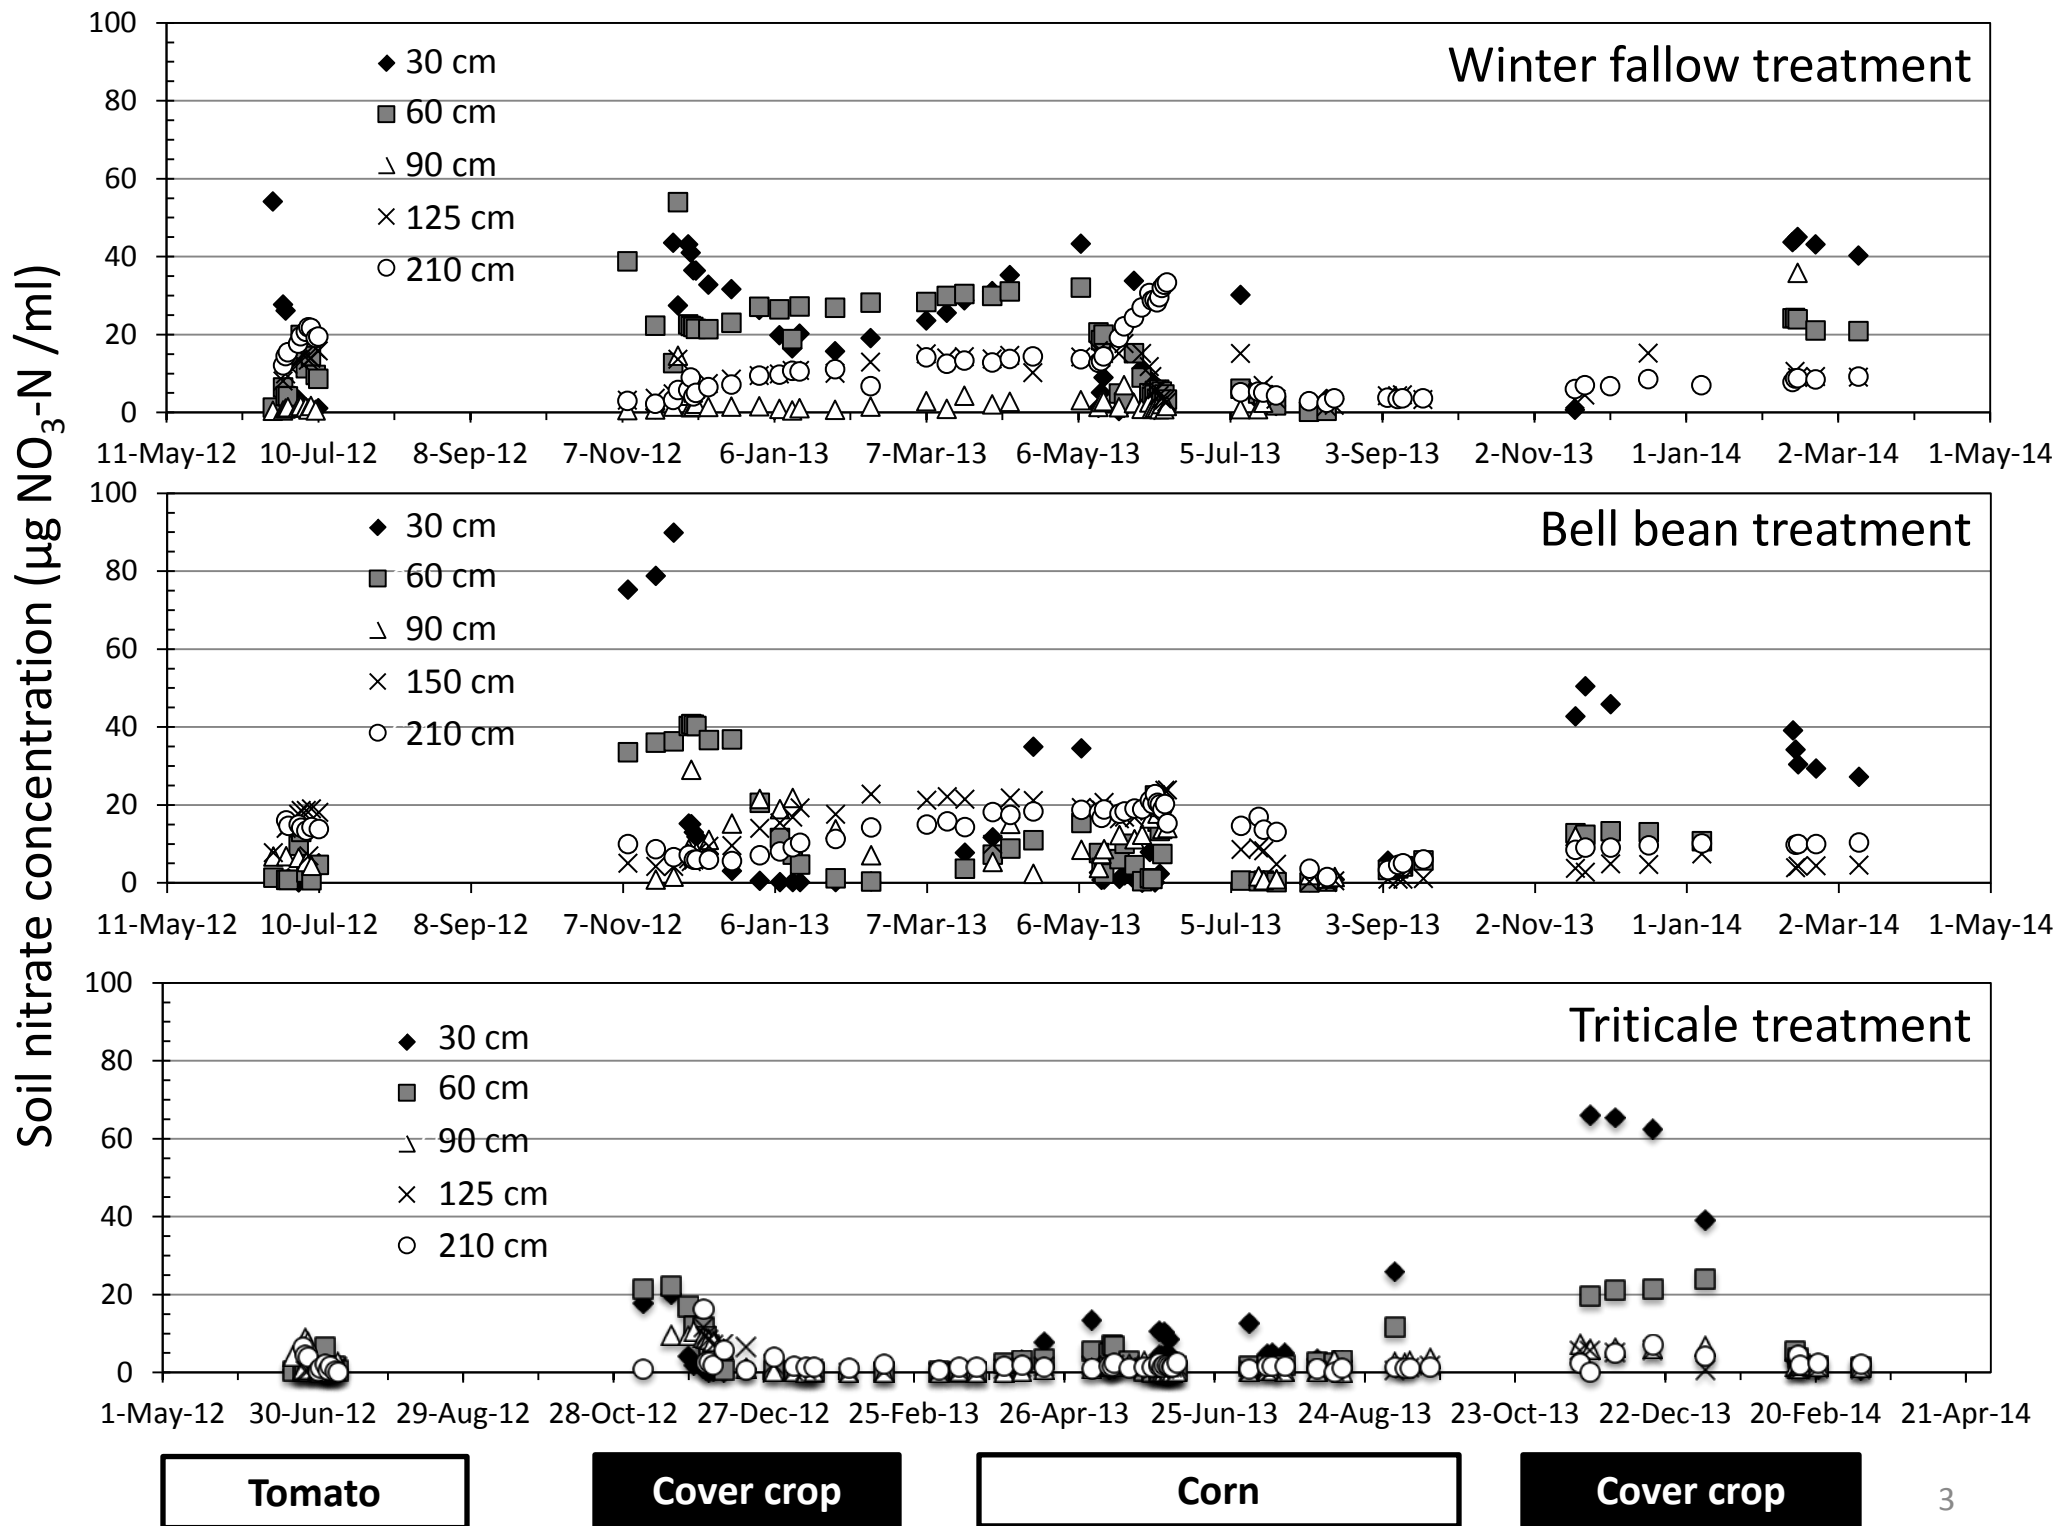 Soil nitrate concentration (µg NO3-N /ml)
Winter fallow treatment
100
80
60
40
20
0
30 cm
60 cm
90 cm
125 cm
210 cm
11-May-12 10-Jul-12 8-Sep-12 7-Nov-12 6-Jan-13 7-Mar-13 6-May-13 5-Jul-13 3-Sep-13 2-Nov-13 1-Jan-14 2-Mar-14 1-May-14
Bell bean treatment
100
80
60
40
20
0
30 cm
60 cm
90 cm
150 cm
210 cm
11-May-12 10-Jul-12 8-Sep-12 7-Nov-12 6-Jan-13 7-Mar-13 6-May-13 5-Jul-13 3-Sep-13 2-Nov-13 1-Jan-14 2-Mar-14 1-May-14
Triticale treatment
100
80
60
40
20
0
30 cm
60 cm
90 cm
125 cm
210 cm
1-May-12 30-Jun-12 29-Aug-12 28-Oct-12 27-Dec-12 25-Feb-13 26-Apr-13 25-Jun-13 24-Aug-13 23-Oct-13 22-Dec-13 20-Feb-14 21-Apr-14
Tomato Cover crop Corn Cover crop
3